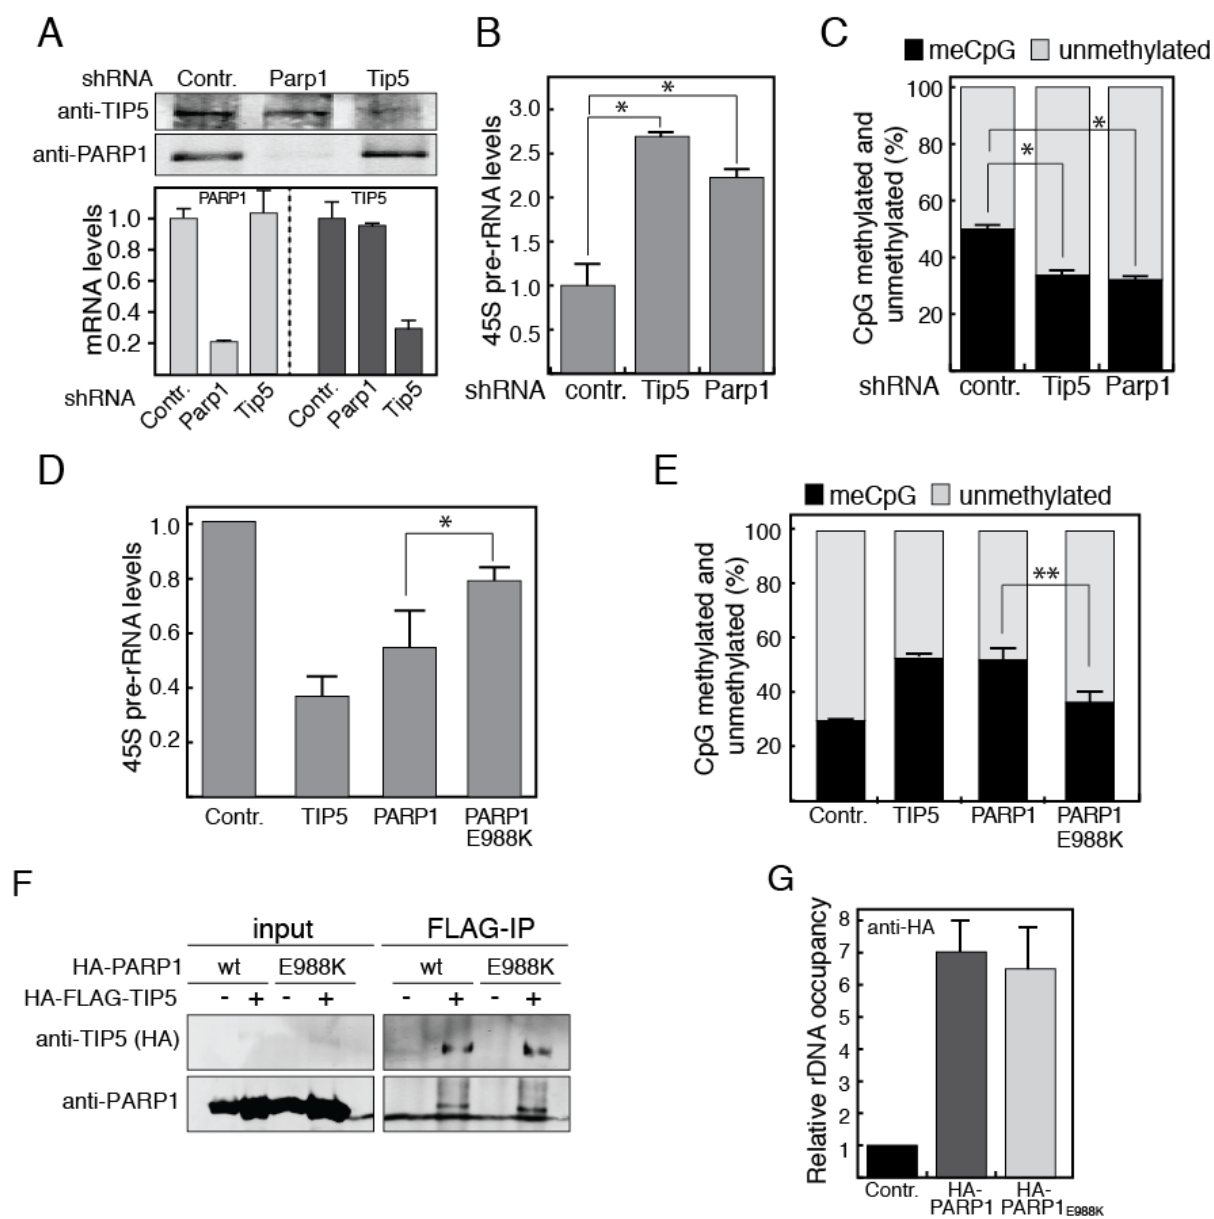 A
shRNA Contr. Parp1 Tip5
anti-TIP5
anti-PARP1
PARP1 TIP5
mRNA levels
1.0
0.8
0.6
0.4
0.2
shRNA Contr. Parp1 Tip5 Contr. Parp1 Tip5
B
45S pre-rRNA levels
3.0
2.5
2.0
1.5
1.0
0.5
* *
shRNA contr. Tip5 Parp1
C
meCpG unmethylated
CpG methylated and
unmethylated (%)
100
80
60
40
20
* *
shRNA contr. Tip5 Parp1
D
45S pre-rRNA levels
1.0
0.8
0.6
0.4
0.2
*
Contr. TIP5 PARP1 PARP1
E988K
E
meCpG unmethylated
CpG methylated and
unmethylated (%)
100
80
60
40
20
**
Contr. TIP5 PARP1 PARP1
E988K
F
input FLAG-IP
HA-PARP1 wt E988K wt E988K
HA-FLAG-TIP5 - + - + - + - +
anti-TIP5 (HA)
anti-PARP1
G
Relative rDNA occupancy
anti-HA
8
7
6
5
4
3
2
1
Contr. HA- HA-
PARP1 PARP1E988K